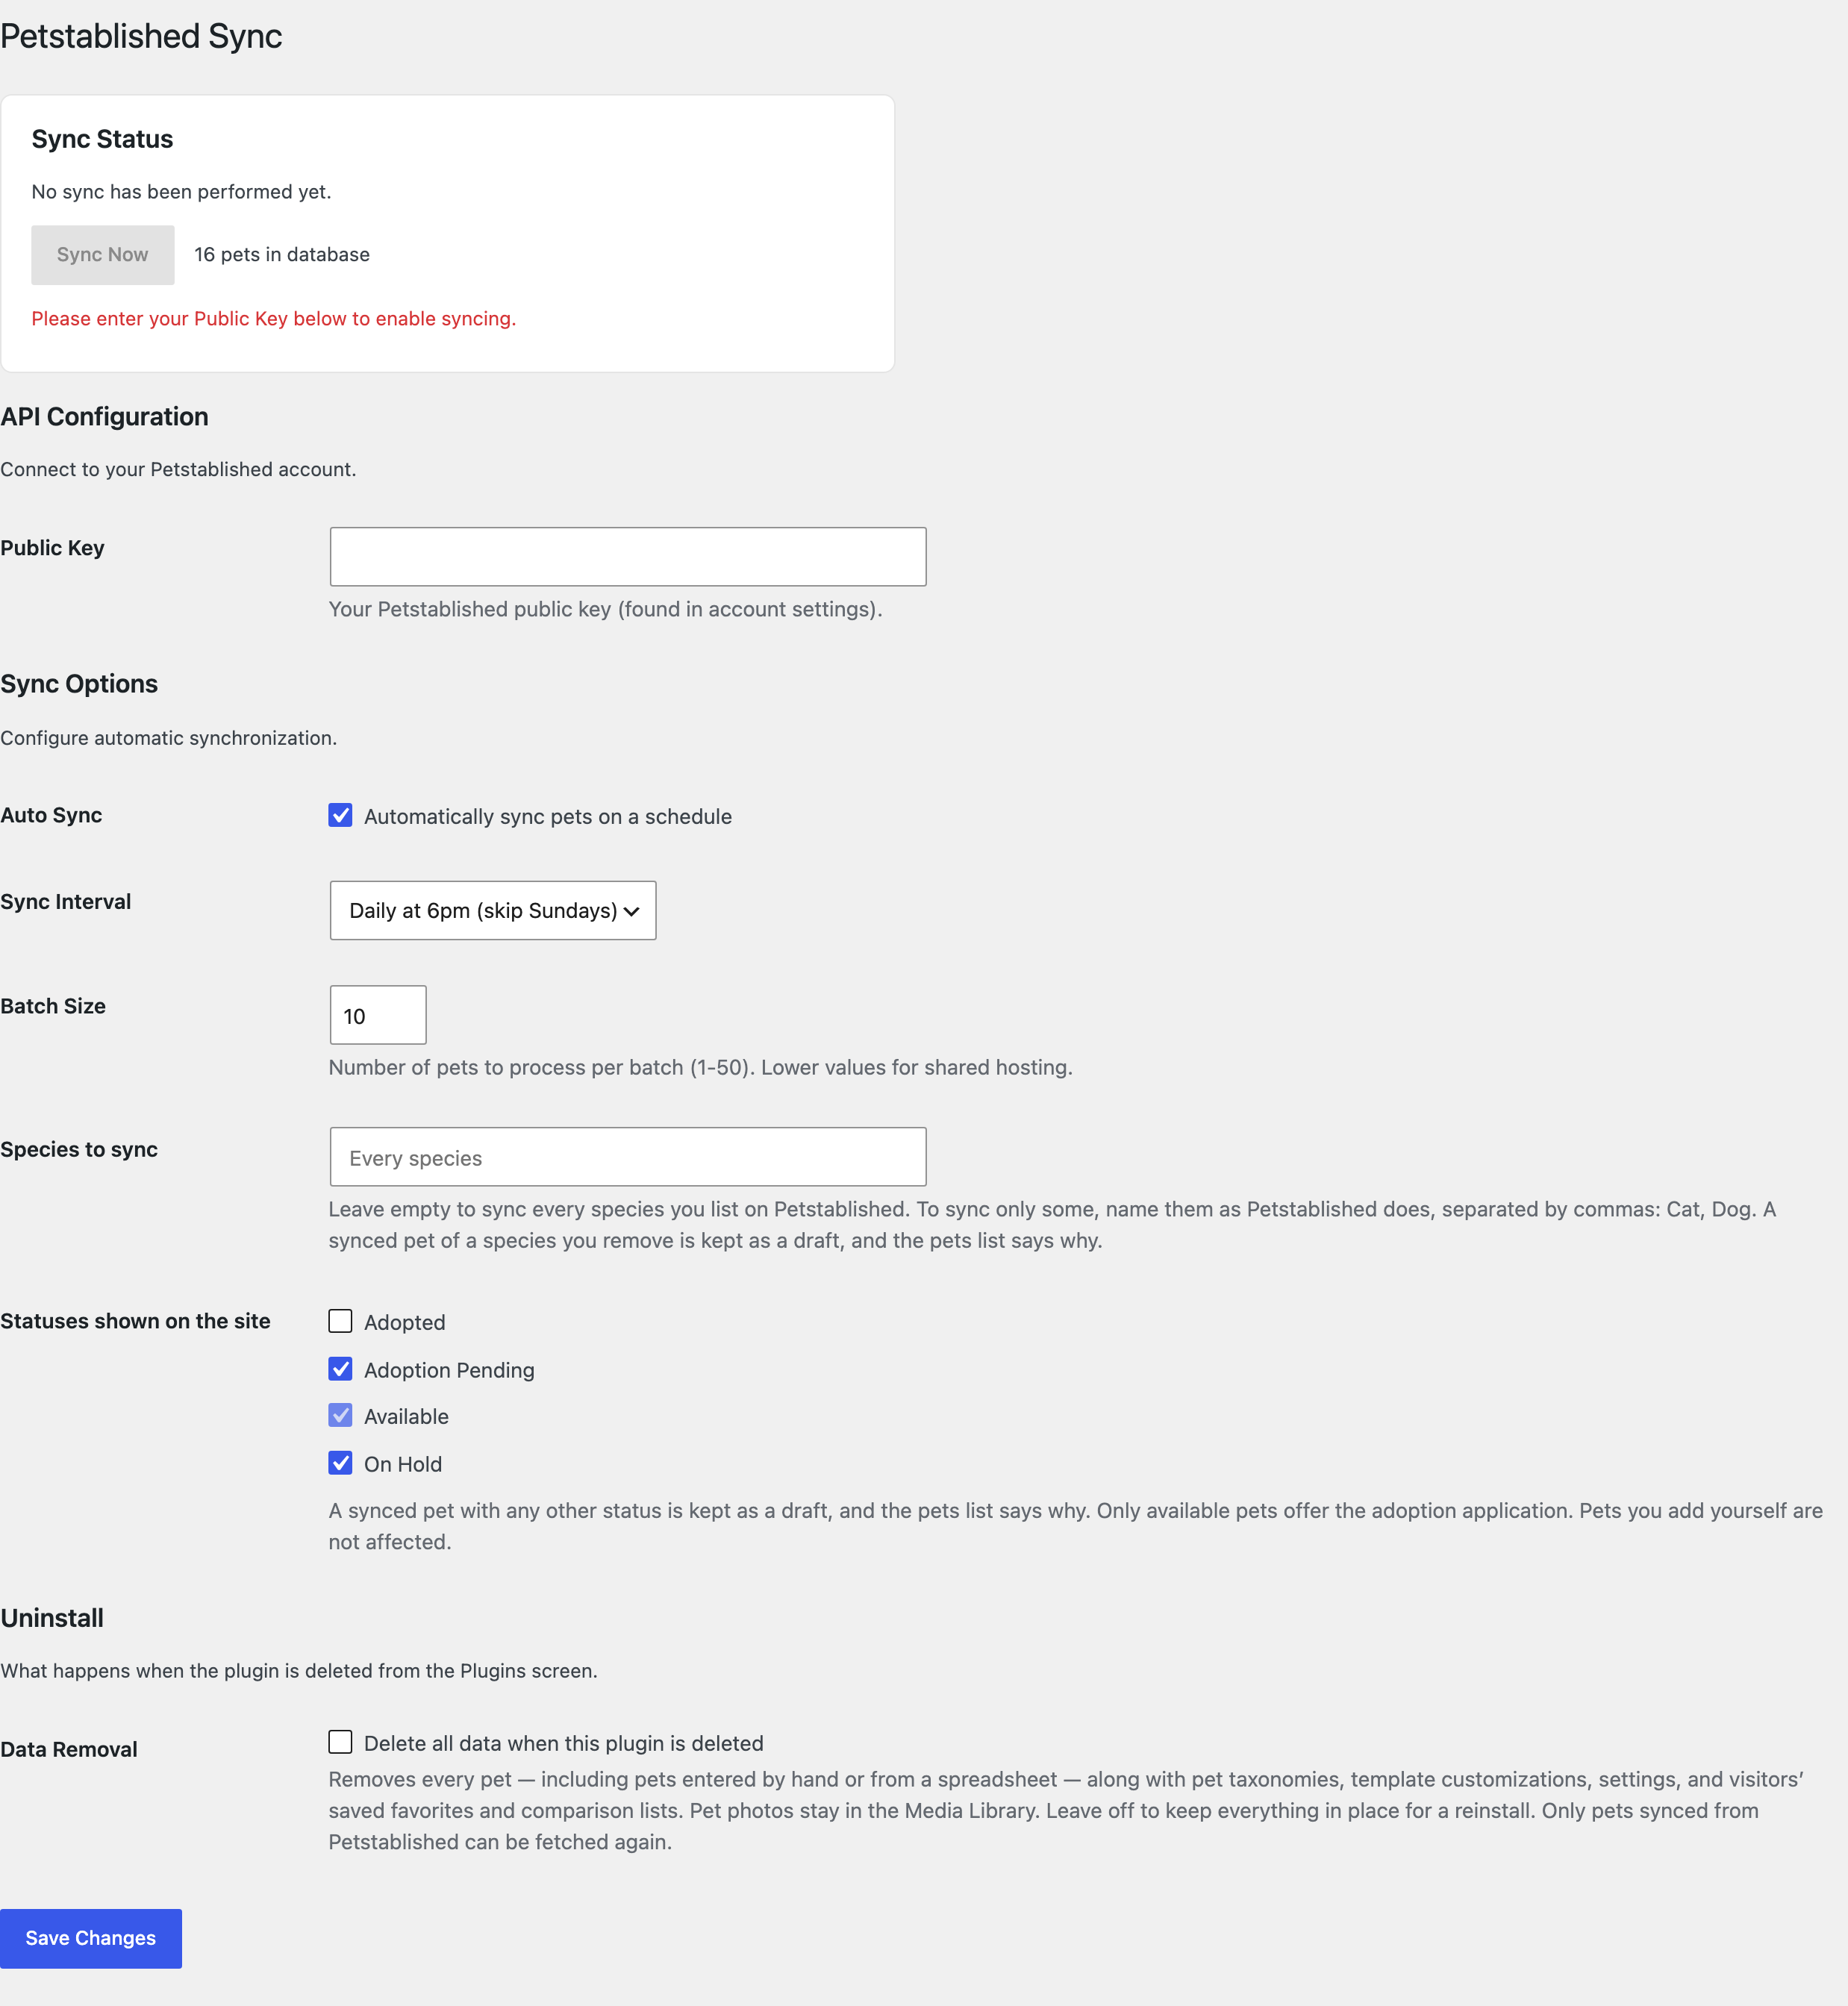 Petstablished Sync
Sync Status
No sync has been performed yet.
Sync Now
16 pets in database
Please enter your Public Key below to enable syncing.
API Configuration
Connect to your Petstablished account.
Public Key
Your Petstablished public key (found in account settings).
Sync Options
Configure automatic synchronization.
Auto Sync
Automatically sync pets on a schedule
Sync Interval
Daily at 6pm (skip Sundays)
Batch Size
10
Number of pets to process per batch (1-50). Lower values for shared hosting.
Species to sync
Every species
Leave empty to sync every species you list on Petstablished. To sync only some, name them as Petstablished does, separated by commas: Cat, Dog. A
synced pet of a species you remove is kept as a draft, and the pets list says why.
Statuses shown on the site
Adopted
Adoption Pending
Available
On Hold
A synced pet with any other status is kept as a draft, and the pets list says why. Only available pets offer the adoption application. Pets you add yourself are
not affected.
Uninstall
What happens when the plugin is deleted from the Plugins screen.
Data Removal
Delete all data when this plugin is deleted
Removes every pet — including pets entered by hand or from a spreadsheet — along with pet taxonomies, template customizations, settings, and visitors’
saved favorites and comparison lists. Pet photos stay in the Media Library. Leave off to keep everything in place for a reinstall. Only pets synced from
Petstablished can be fetched again.
Save Changes